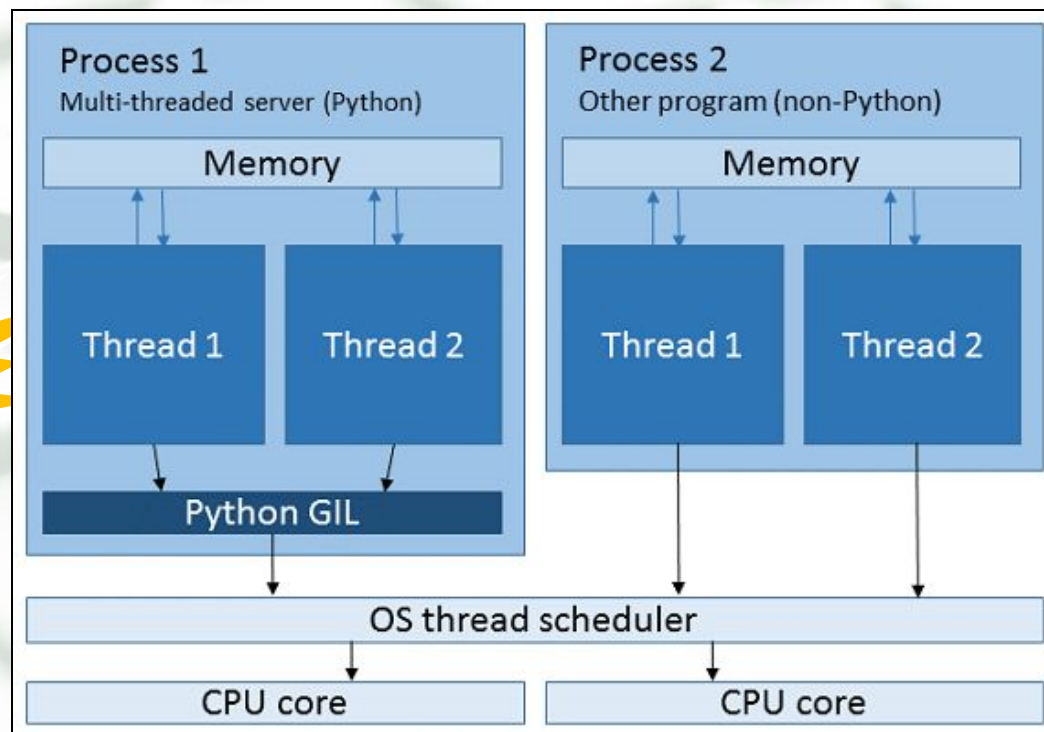 Process 1
Multi-threaded server (Python)
Memory
Thread 1
Thread 2
Python GIL
Process 2
Other program (non-Python)
Memory
Thread 1
Thread 2
OS thread scheduler
CPU core
CPU core